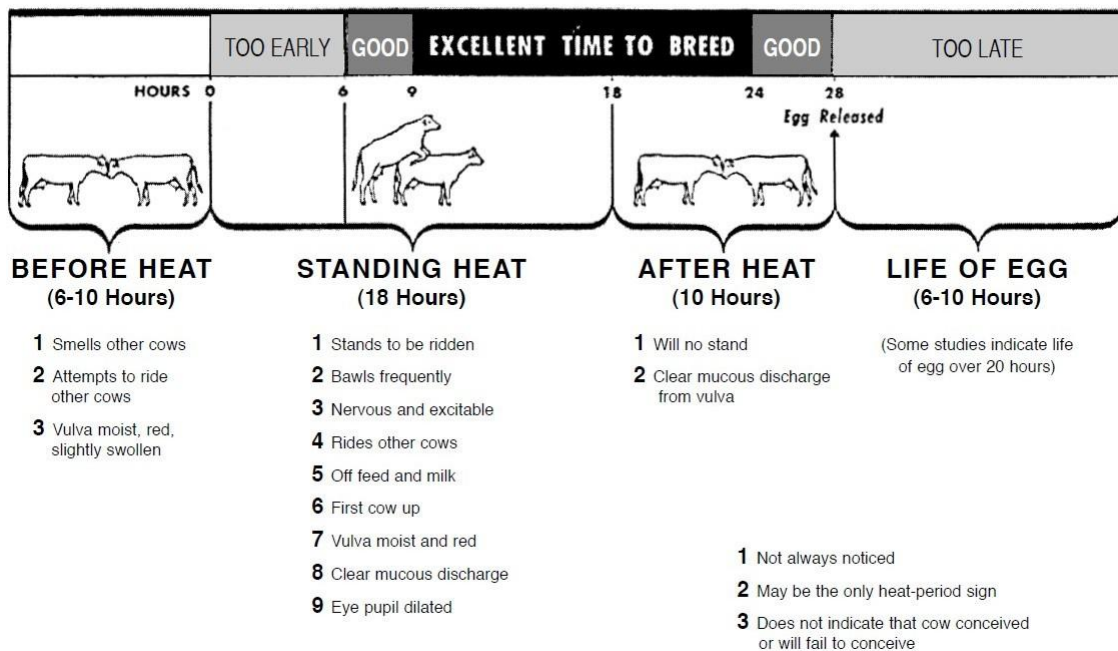 TOO EARLY GOOD EXCELLENT TIME TO BREED GOOD TOO LATE
HOURS 0 6 9 18 24 28
Egg Released
BEFORE HEAT
(6-10 Hours)
1 Smells other cows
2 Attempts to ride
other cows
3 Vulva moist, red,
slightly swollen
STANDING HEAT
(18 Hours)
1 Stands to be ridden
2 Bawls frequently
3 Nervous and excitable
4 Rides other cows
5 Off feed and milk
6 First cow up
7 Vulva moist and red
8 Clear mucous discharge
9 Eye pupil dilated
AFTER HEAT
(10 Hours)
1 Will no stand
2 Clear mucous discharge
from vulva
LIFE OF EGG
(6-10 Hours)
(Some studies indicate life
of egg over 20 hours)
1 Not always noticed
2 May be the only heat-period sign
3 Does not indicate that cow conceived
or will fail to conceive